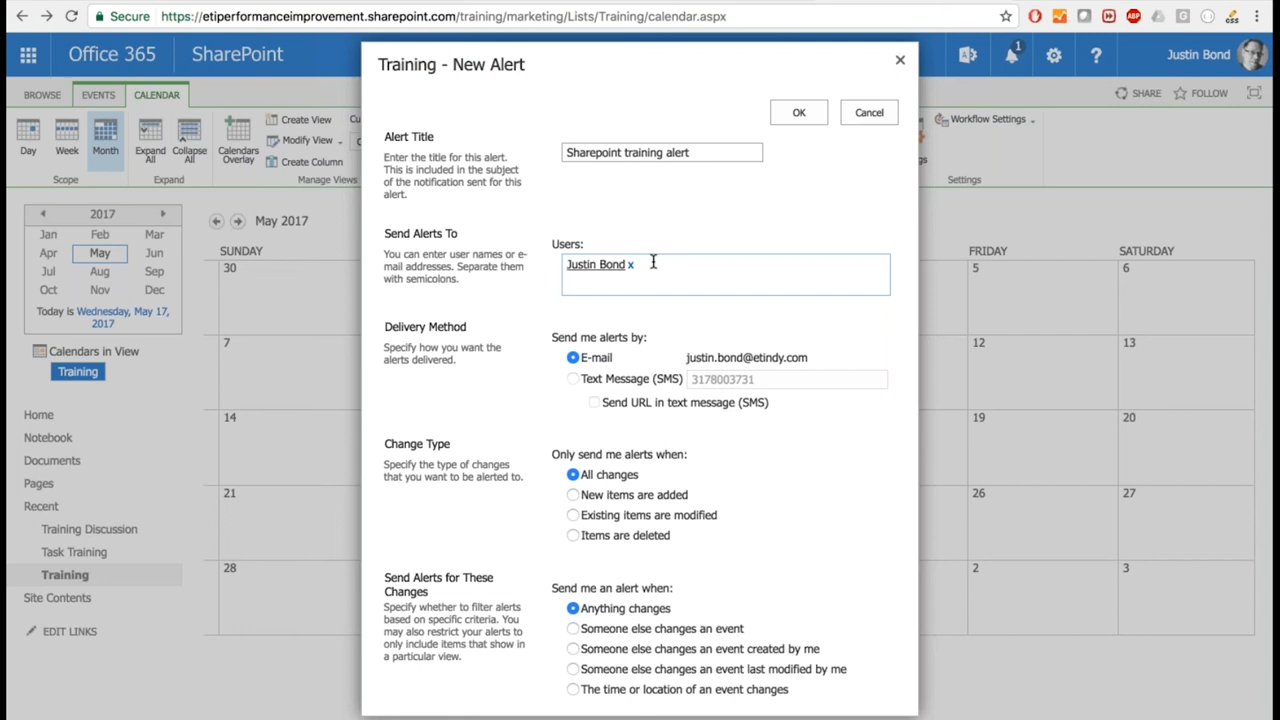 Secure https://etiperformanceimprovement.sharepoint.com/training/marketing/Lists/Training/calendar.aspx
ABP
G
css
Office 365
SharePoint
1
?
Justin Bond
BROWSE
EVENTS
CALENDAR
SHARE
FOLLOW
Day
Week
Month
Scope
Expand All
Collapse All
Expand
Calendars Overlay
Create View
Modify View
Create Column
Manage Views
Workflow Settings
Settings
2017
Jan Feb Mar
Apr May Jun
Jul Aug Sep
Oct Nov Dec
Today is Wednesday, May 17,
2017
Calendars in View
Training
Home
Notebook
Documents
Pages
Recent
Training Discussion
Task Training
Training
Site Contents
EDIT LINKS
May 2017
SUNDAY
FRIDAY
SATURDAY
30
5
6
7
12
13
14
19
20
21
26
27
28
2
3
Training - New Alert
OK
Cancel
Alert Title
Enter the title for this alert.
This is included in the subject
of the notification sent for this
alert.
Sharepoint training alert
Send Alerts To
You can enter user names or e-
mail addresses. Separate them
with semicolons.
Users:
Justin Bond x
Delivery Method
Specify how you want the
alerts delivered.
Send me alerts by:
E-mail justin.bond@etindy.com
Text Message (SMS) 3178003731
Send URL in text message (SMS)
Change Type
Specify the type of changes
that you want to be alerted to.
Only send me alerts when:
All changes
New items are added
Existing items are modified
Items are deleted
Send Alerts for These
Changes
Specify whether to filter alerts
based on specific criteria. You
may also restrict your alerts to
only include items that show in
a particular view.
Send me an alert when:
Anything changes
Someone else changes an event
Someone else changes an event created by me
Someone else changes an event last modified by me
The time or location of an event changes